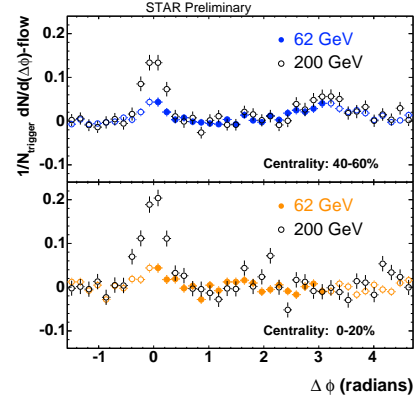 STAR Preliminary
1/N_trigger dN/d(Δϕ)-flow
0.2
0.1
0
-0.1
62 GeV
200 GeV
Centrality: 40-60%
0.2
0.1
0
-0.1
62 GeV
200 GeV
Centrality: 0-20%
-1 0 1 2 3 4
Δ ϕ (radians)